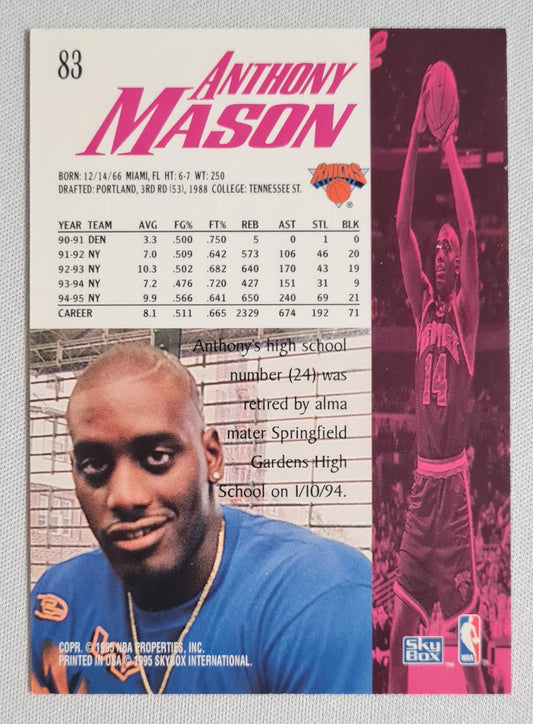 83
ANTHONY
MASON
BORN: 12/14/66 MIAMI, FL HT: 6-7 WT: 250
DRAFTED: PORTLAND, 3RD RD (53), 1988 COLLEGE: TENNESSEE ST.
KNICKS
®
YEAR TEAM AVG FG% FT% REB AST STL BLK
90-91 DEN 3.3 .500 .750 5 0 1 0
91-92 NY 7.0 .509 .642 573 106 46 20
92-93 NY 10.3 .502 .682 640 170 43 19
93-94 NY 7.2 .476 .720 427 151 31 9
94-95 NY 9.9 .566 .641 650 240 69 21
CAREER 8.1 .511 .665 2329 674 192 71
Anthony's high school
number (24) was
retired by alma
mater Springfield
Gardens High
School on 1/10/94.
14
COPR. © 1995 NBA PROPERTIES, INC.
PRINTED IN USA © 1995 SKYBOX INTERNATIONAL.
SkyBox ™
NBA ®